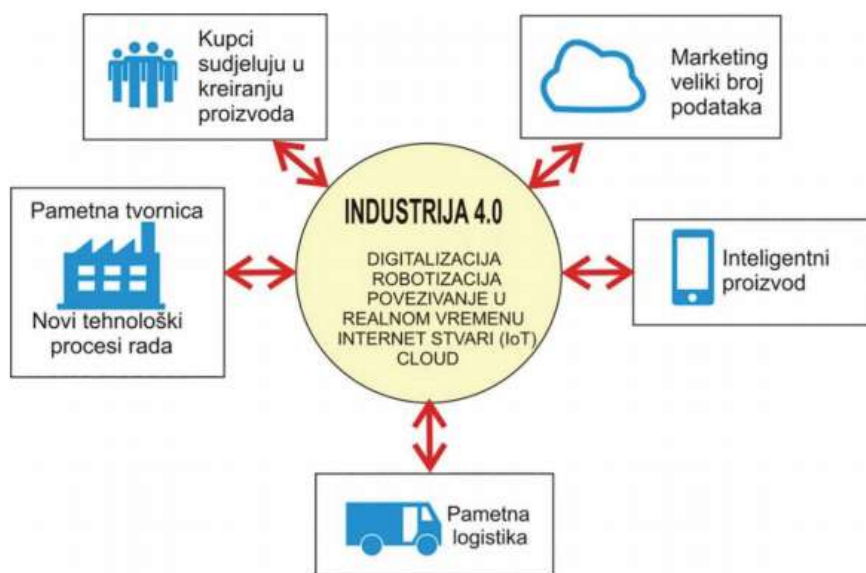 Kupci
sudjeluju u
kreiranju
proizvoda
Marketing
veliki broj
podataka
Pametna tvornica
Novi tehnološki
procesi rada
INDUSTRIJA 4.0
DIGITALIZACIJA
ROBOTIZACIJA
POVEZIVANJE U
REALNOM VREMENU
INTERNET STVARI (IoT)
CLOUD
Inteligentni
proizvod
Pametna
logistika